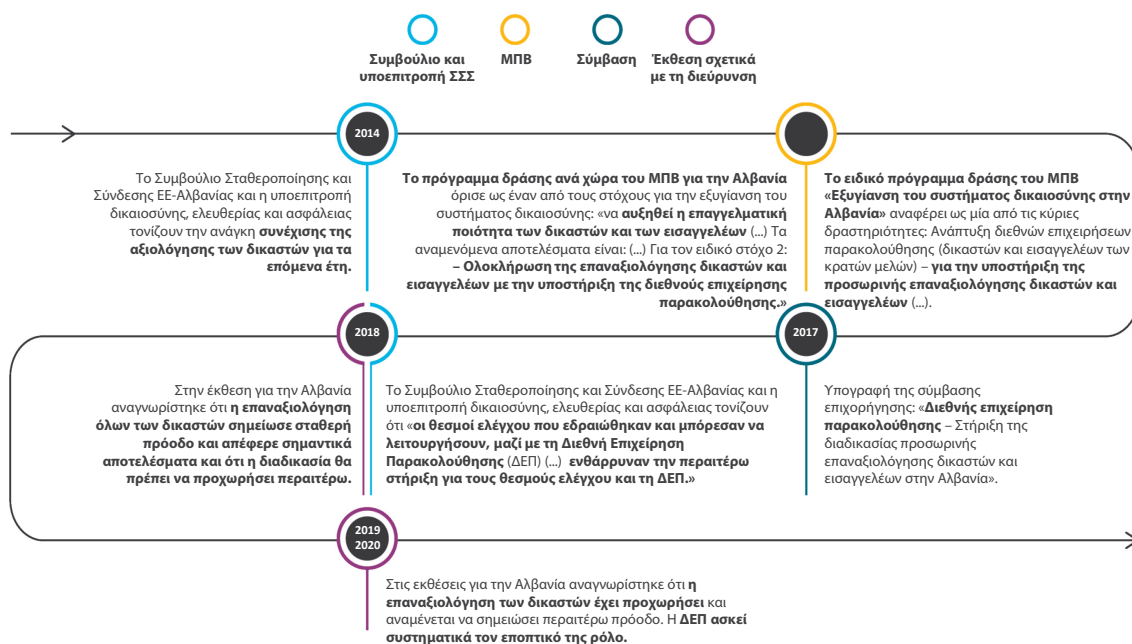 Συμβούλιο και
υποεπιτροπή ΣΣΣ
ΜΠΒ
Σύμβαση
Έκθεση σχετικά
με τη διεύρυνση
2014
Το Συμβούλιο Σταθεροποίησης και
Σύνδεσης ΕΕ-Αλβανίας και η υποεπιτροπή
δικαιοσύνης, ελευθερίας και ασφάλειας
τονίζουν την ανάγκη συνέχισης της
αξιολόγησης των δικαστών για τα
επόμενα έτη.
Το πρόγραμμα δράσης ανά χώρα του ΜΠΒ για την Αλβανία
όρισε ως έναν από τους στόχους για την εξυγίανση του
συστήματος δικαιοσύνης: «να αυξηθεί η επαγγελματική
ποιότητα των δικαστών και των εισαγγελέων (...) Τα
αναμενόμενα αποτελέσματα είναι: (...) Για τον ειδικό στόχο 2:
– Ολοκλήρωση της επαναξιολόγησης δικαστών και
εισαγγελέων με την υποστήριξη της διεθνούς επιχείρησης
παρακολούθησης.»
Το ειδικό πρόγραμμα δράσης του ΜΠΒ
«Εξυγίανση του συστήματος δικαιοσύνης στην
Αλβανία» αναφέρει ως μία από τις κύριες
δραστηριότητες: Ανάπτυξη διεθνών επιχειρήσεων
παρακολούθησης (δικαστών και εισαγγελέων των
κρατών μελών) – για την υποστήριξη της
προσωρινής επαναξιολόγησης δικαστών και
εισαγγελέων (...).
2018
2017
Στην έκθεση για την Αλβανία
αναγνωρίστηκε ότι η επαναξιολόγηση
όλων των δικαστών σημείωσε σταθερή
πρόοδο και απέφερε σημαντικά
αποτελέσματα και ότι η διαδικασία θα
πρέπει να προχωρήσει περαιτέρω.
Το Συμβούλιο Σταθεροποίησης και Σύνδεσης ΕΕ-Αλβανίας και η
υποεπιτροπή δικαιοσύνης, ελευθερίας και ασφάλειας τονίζουν
ότι «οι θεσμοί ελέγχου που εδραιώθηκαν και μπόρεσαν να
λειτουργήσουν, μαζί με τη Διεθνή Επιχείρηση
Παρακολούθησης (ΔΕΠ) (...) ενθάρρυναν την περαιτέρω
στήριξη για τους θεσμούς ελέγχου και τη ΔΕΠ.»
Υπογραφή της σύμβασης
επιχορήγησης: «Διεθνής επιχείρηση
παρακολούθησης – Στήριξη της
διαδικασίας προσωρινής
επαναξιολόγησης δικαστών και
εισαγγελέων στην Αλβανία».
2019
2020
Στις εκθέσεις για την Αλβανία αναγνωρίστηκε ότι η
επαναξιολόγηση των δικαστών έχει προχωρήσει και
αναμένεται να σημειώσει περαιτέρω πρόοδο. Η ΔΕΠ ασκεί
συστηματικά τον εποπτικό της ρόλο.